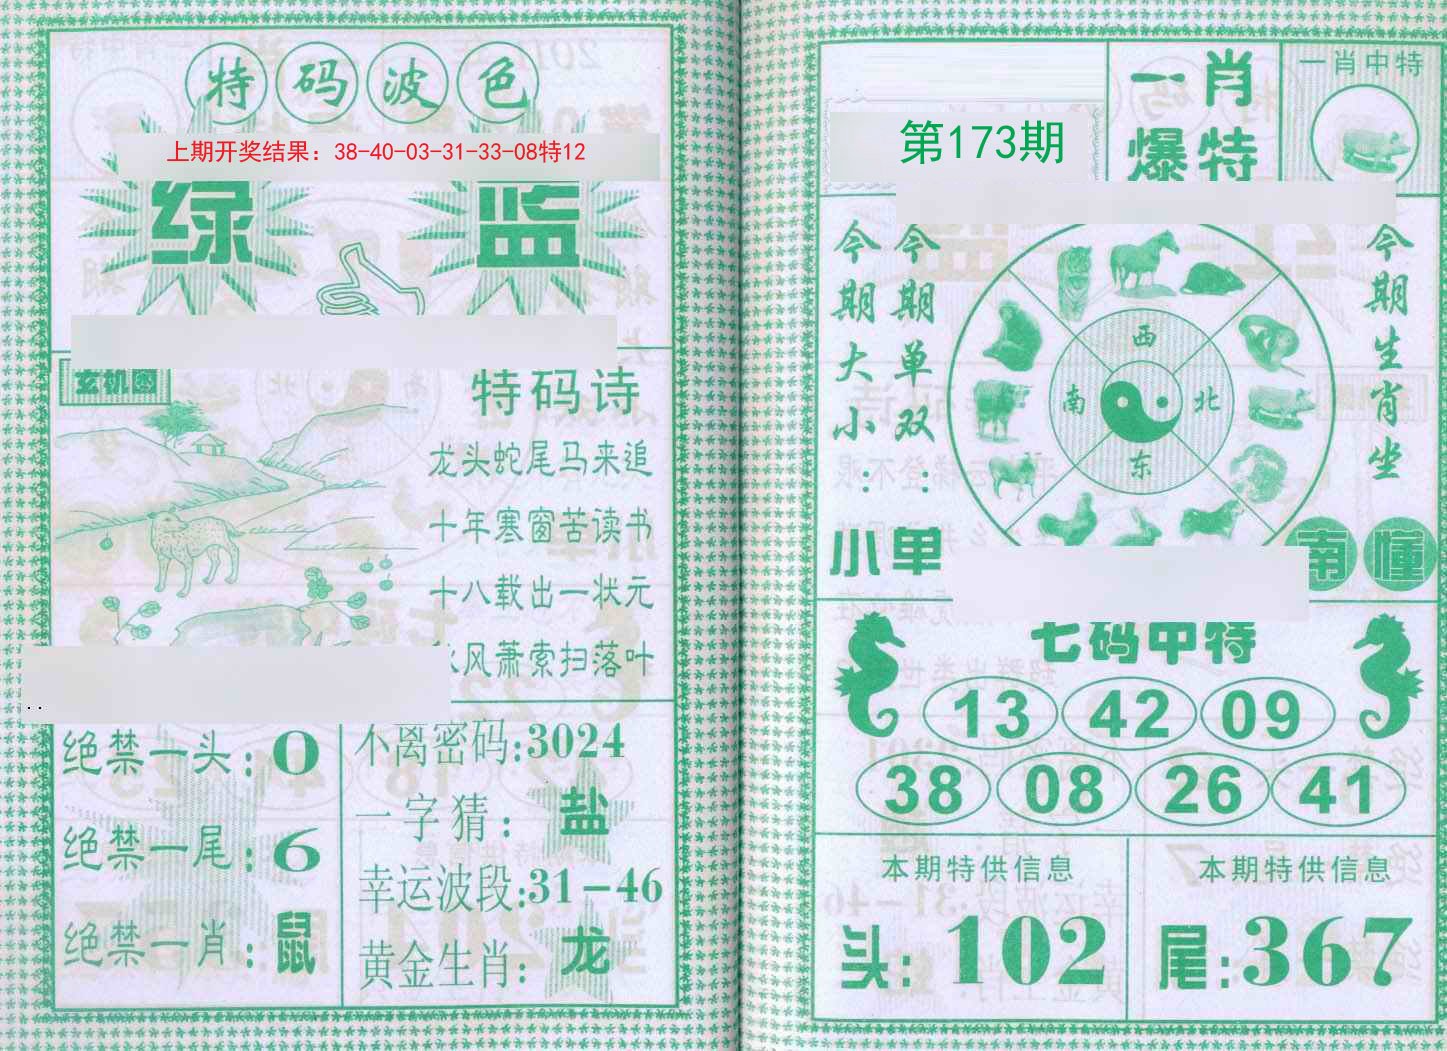 特码波色
上期开奖结果：38-40-03-31-33-08特12
绿 蓝
玄机图
特码诗
龙头蛇尾马来追
十年寒窗苦读书
十八载出一状元
风萧索扫落叶
..
绝禁一头：0
绝禁一尾：6
绝禁一肖：鼠
不离密码:3024
一字猜：盐
幸运波段:31-46
黄金生肖：龙
第173期
一肖
爆特
一肖中特
今期大小：小
今期单双：单
今期生肖坐
南
西
南 北
东
七码中特
13 42 09
38 08 26 41
本期特供信息
头：102
本期特供信息
尾：367